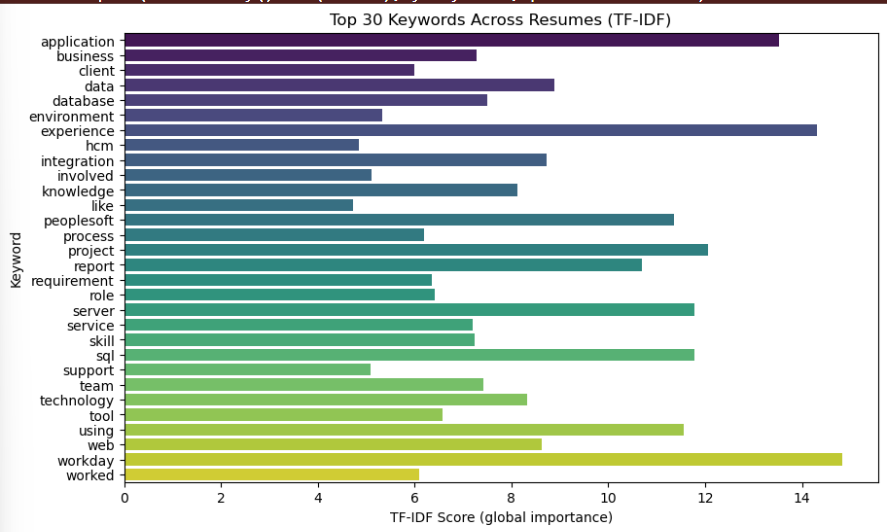 Top 30 Keywords Across Resumes (TF-IDF)
application
business
client
data
database
environment
experience
hcm
integration
involved
knowledge
like
peoplesoft
process
project
report
requirement
role
server
service
skill
sql
support
team
technology
tool
using
web
workday
worked
Keyword
0 2 4 6 8 10 12 14
TF-IDF Score (global importance)